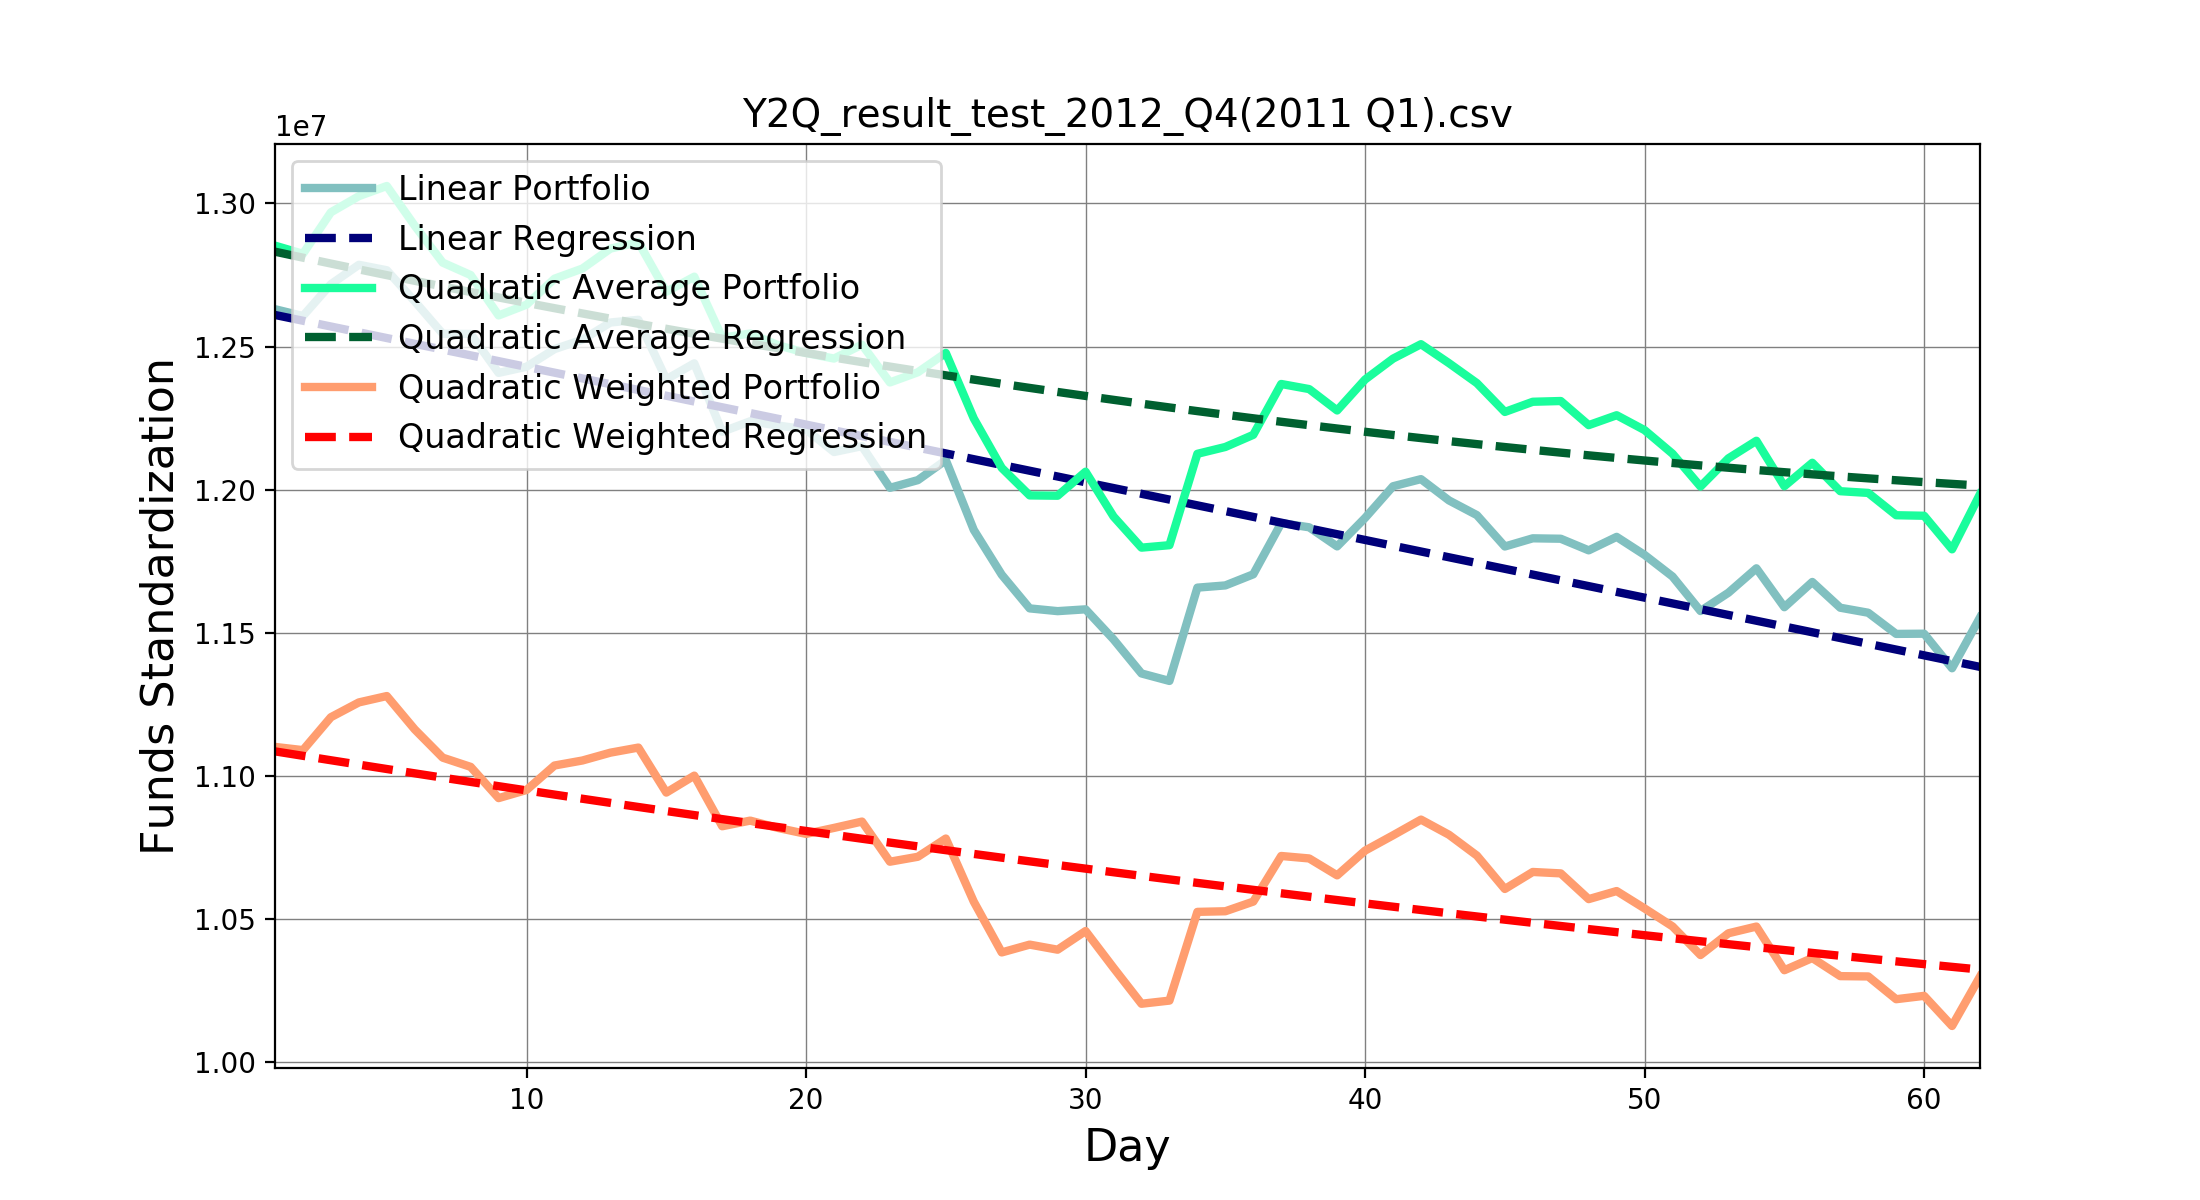 Y2Q_result_test_2012_Q4(2011 Q1).csv
1e7
Linear Portfolio
Linear Regression
Quadratic Average Portfolio
Quadratic Average Regression
Quadratic Weighted Portfolio
Quadratic Weighted Regression
1.30
1.25
1.20
1.15
1.10
1.05
1.00
Funds Standardization
10 20 30 40 50 60
Day